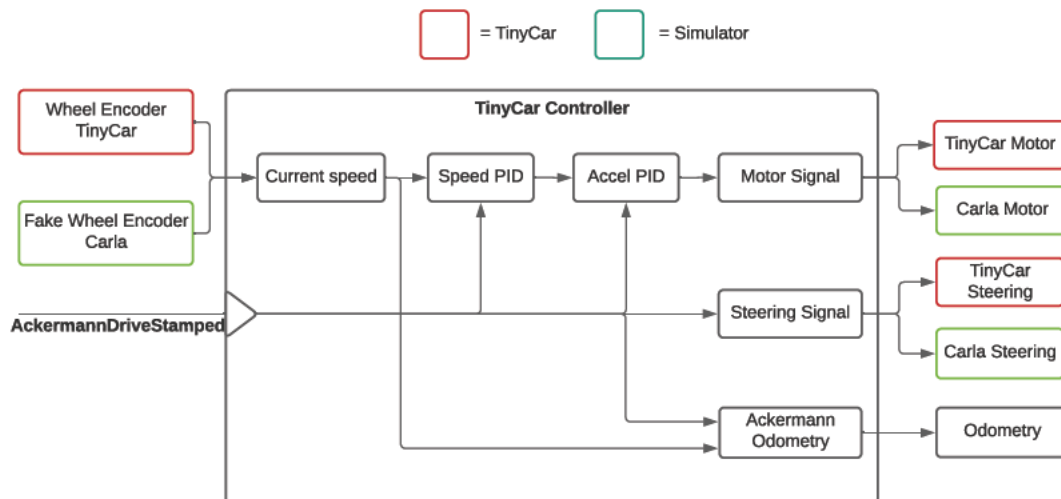 = TinyCar
= Simulator
TinyCar Controller
Wheel Encoder
TinyCar
Fake Wheel Encoder
Carla
AckermannDriveStamped
Current speed
Speed PID
Accel PID
Motor Signal
Steering Signal
Ackermann
Odometry
TinyCar Motor
Carla Motor
TinyCar
Steering
Carla Steering
Odometry